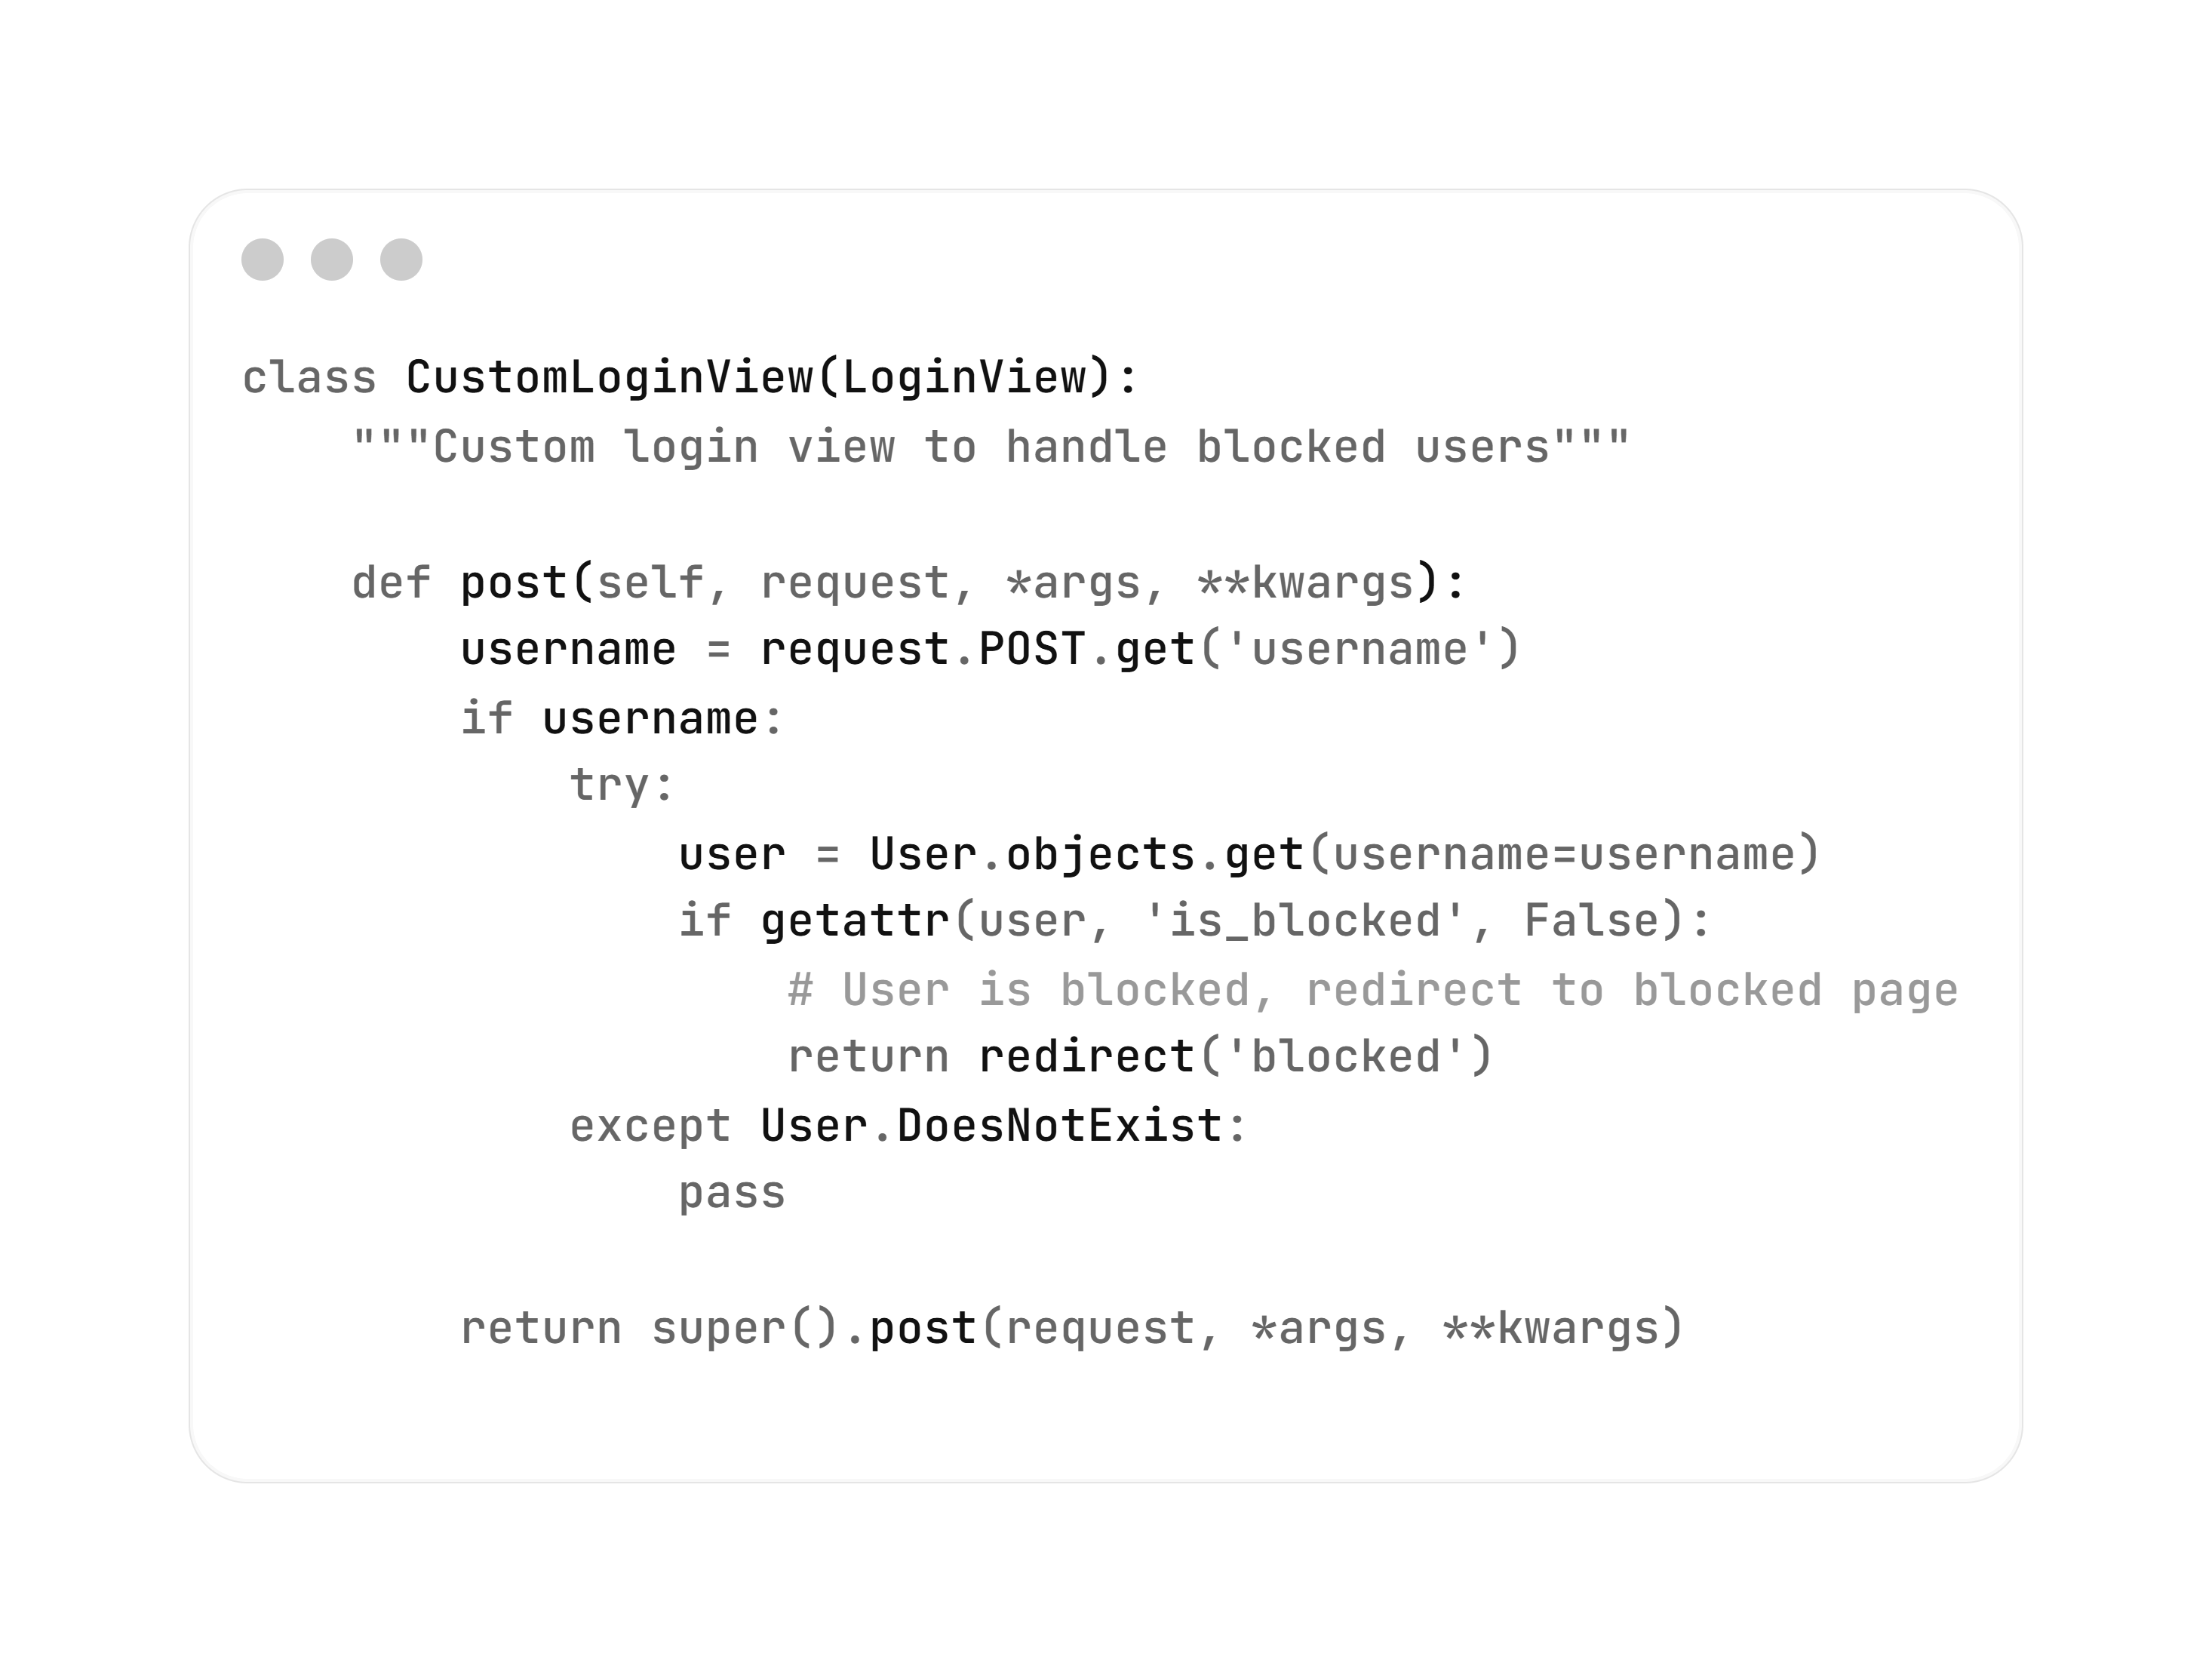 class CustomLoginView(LoginView):
    """Custom login view to handle blocked users"""

    def post(self, request, *args, **kwargs):
        username = request.POST.get('username')
        if username:
            try:
                user = User.objects.get(username=username)
                if getattr(user, 'is_blocked', False):
                    # User is blocked, redirect to blocked page
                    return redirect('blocked')
            except User.DoesNotExist:
                pass

        return super().post(request, *args, **kwargs)